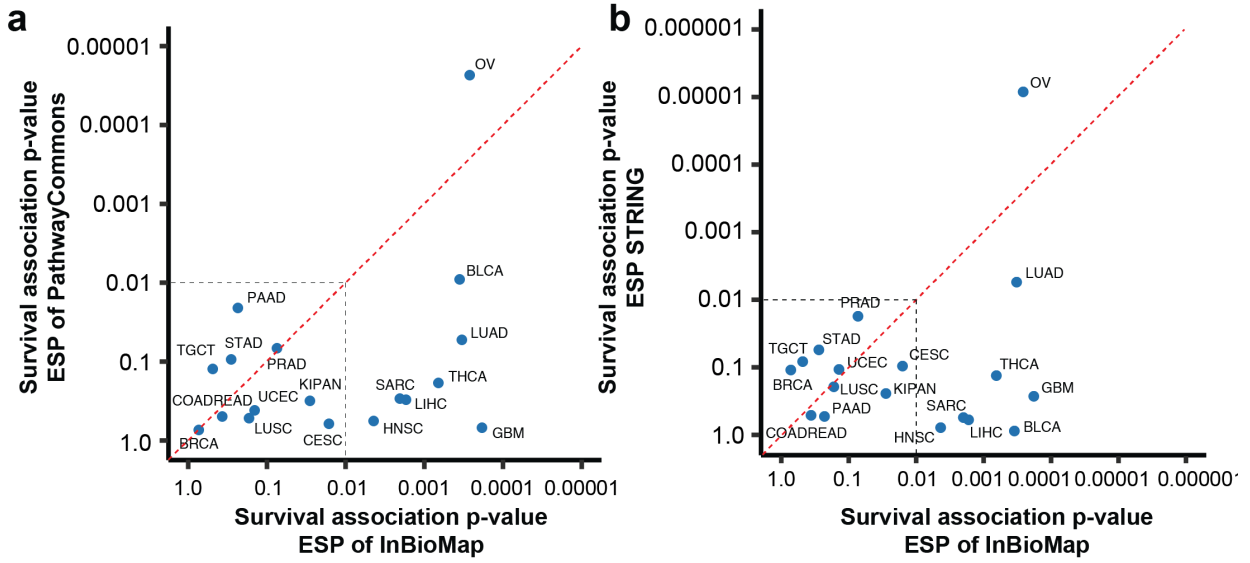 a
Survival association p-value
ESP of PathwayCommons
0.00001
0.0001
0.001
0.01
0.1
1.0
OV
BLCA
PAAD
LUAD
STAD
TGCT
PRAD
THCA
KIPAN
SARC
COADREAD
UCEC
LIHC
LUSC
HNSC
BRCA
CESC
GBM
1.0
0.1
0.01
0.001
0.0001
0.00001
Survival association p-value
ESP of InBioMap
b
Survival association p-value
ESP STRING
0.000001
0.00001
0.0001
0.001
0.01
0.1
1.0
OV
LUAD
PRAD
STAD
TGCT
CESC
UCEC
THCA
BRCA
LUSC
KIPAN
GBM
PAAD
SARC
COADREAD
HNSC
LIHC
BLCA
1.0
0.1
0.01
0.001
0.0001
0.00001
0.000001
Survival association p-value
ESP of InBioMap